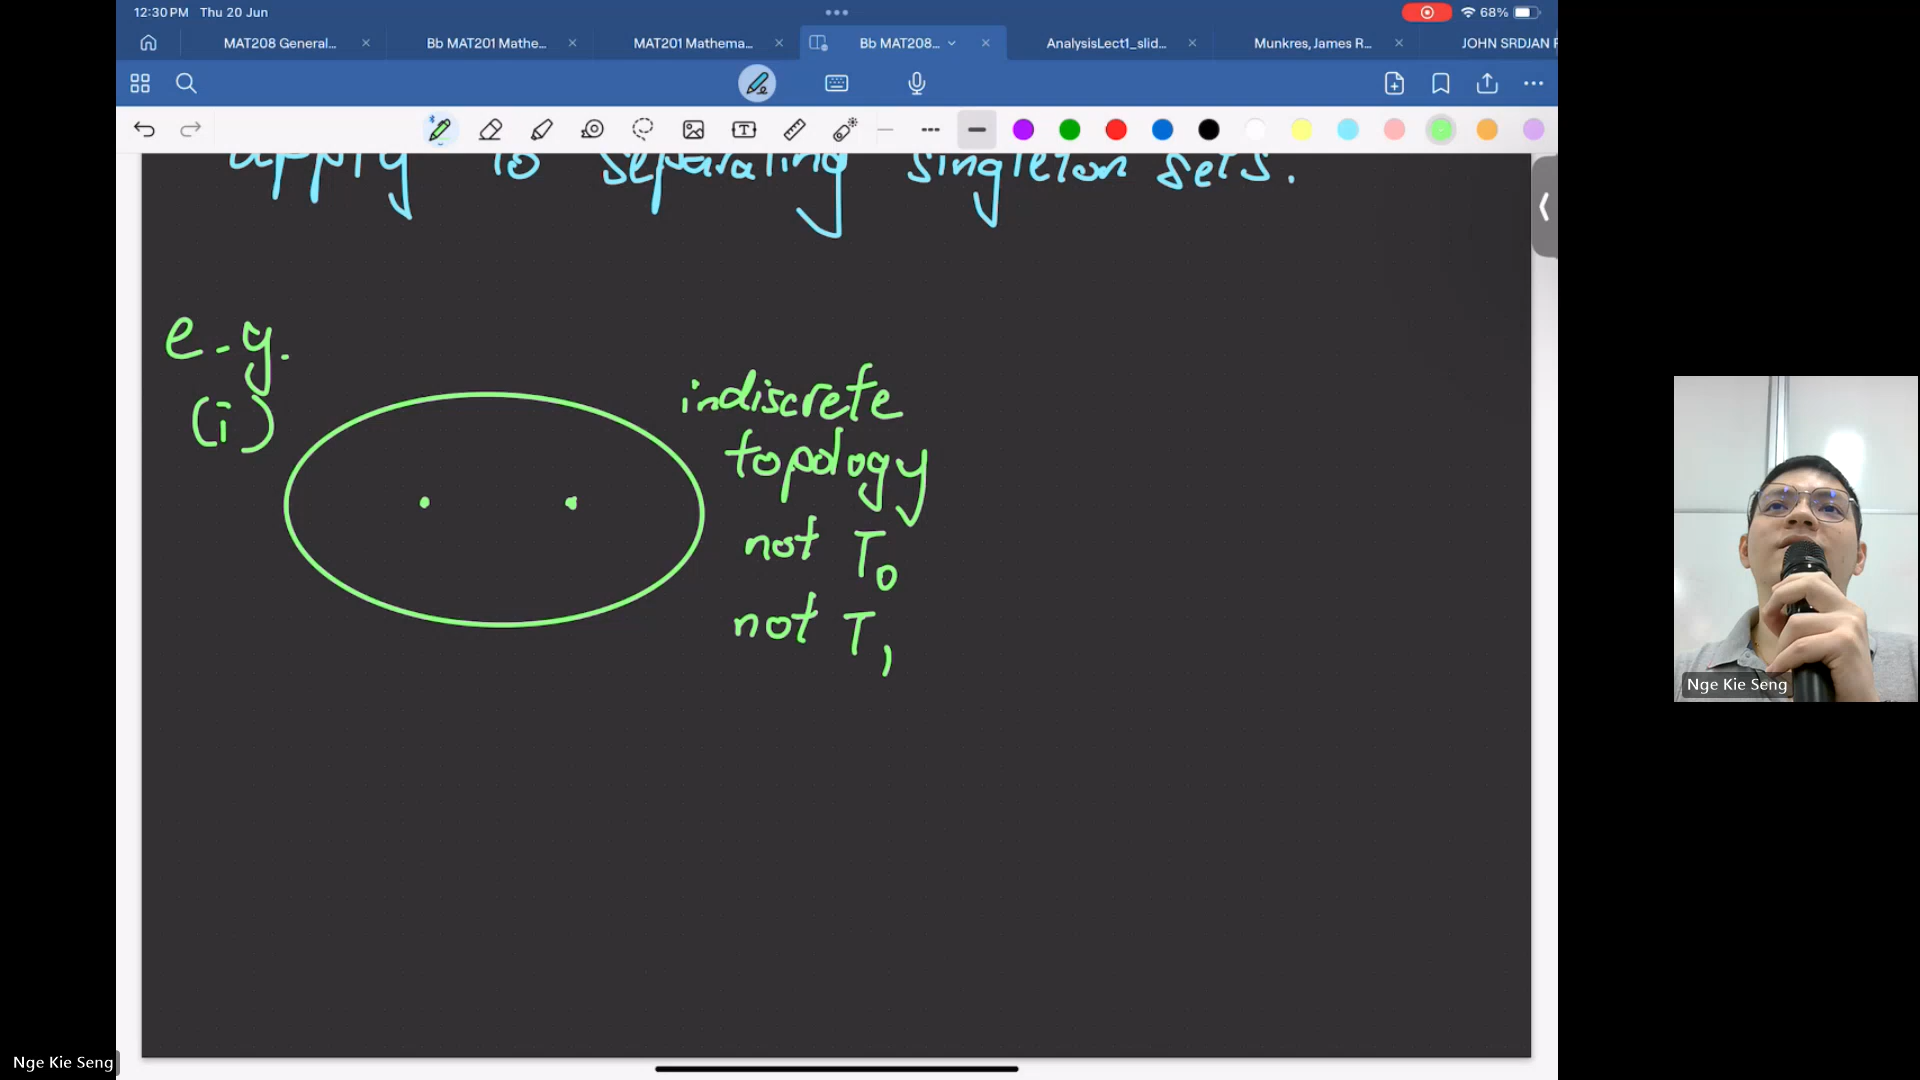 12:30 PM Thu 20 Jun
68%
MAT208 General...
Bb MAT201 Mathe...
MAT201 Mathema...
Bb MAT208...
AnalysisLect1_slid...
Munkres, James R...
JOHN SRDJAN
apply to separating singleton sets.
e.g.
(i)
indiscrete
topology
not T0
not T1
Nge Kie Seng
Nge Kie Seng